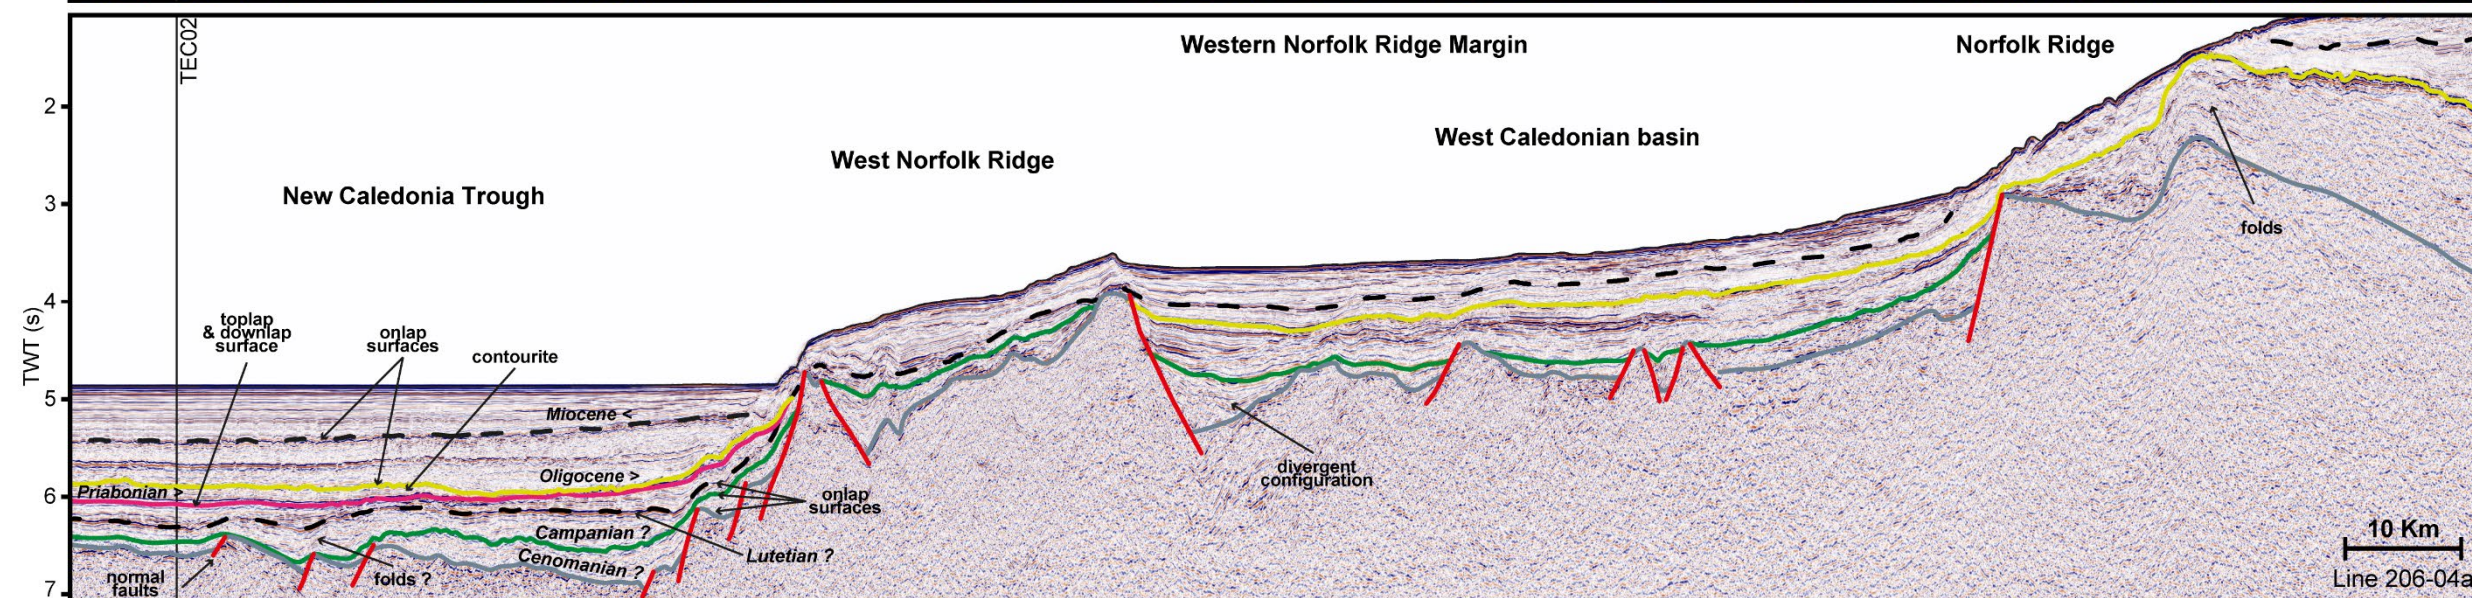 TEC02
Western Norfolk Ridge Margin
Norfolk Ridge
2
West Caledonian basin
West Norfolk Ridge
New Caledonia Trough
3
folds
4
TWT (s)
toplap
& downlap
surface
onlap
surfaces
contourite
5
Miocene <
Oligocene >
Priabonian >
6
divergent
configuration
onlap
surfaces
Campanian ?
Cenomanian ?
Lutetian ?
folds ?
normal
faults
7
10 Km
Line 206-04a